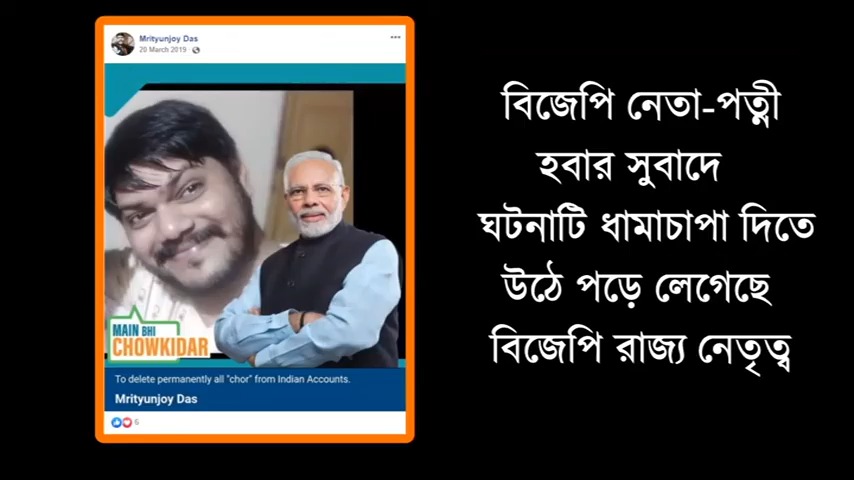 Mrityunjoy Das
20 March 2019
MAIN BHI
CHOWKIDAR
To delete permanently all "chor" from Indian Accounts.
Mrityunjoy Das
6
বিজেপি নেতা-পত্নী
হবার সুবাদে
ঘটনাটি ধামাচাপা দিতে
উঠে পড়ে লেগেছে
বিজেপি রাজ্য নেতৃত্ব